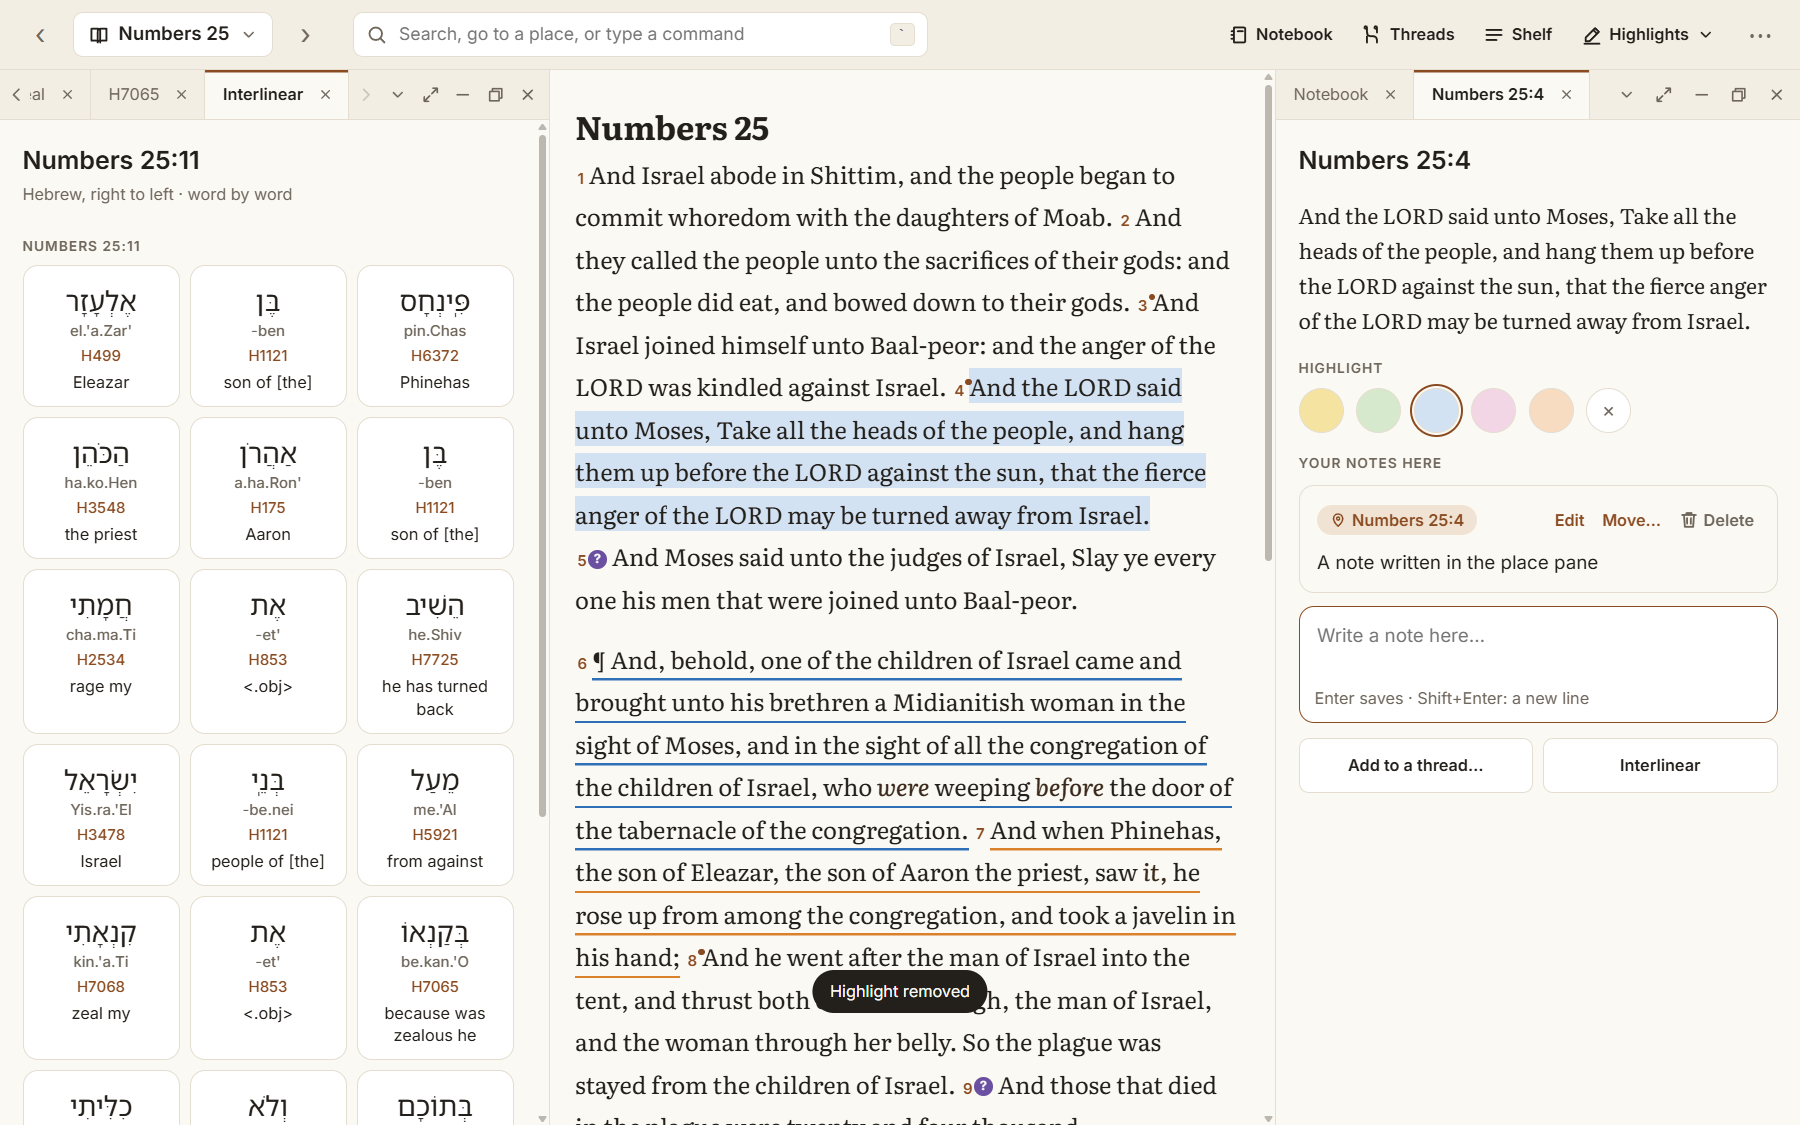 Numbers 25
Search, go to a place, or type a command
`
Notebook
Threads
Shelf
Highlights
eal
H7065
Interlinear
Numbers 25:11
Hebrew, right to left · word by word
NUMBERS 25:11
אֶלְעָזָר
el.'a.Zar'
H499
Eleazar
בֶּן
-ben
H1121
son of [the]
פִּֽינְחָס
pin.Chas
H6372
Phinehas
הַכֹּהֵן
ha.ko.Hen
H3548
the priest
אַהֲרֹן
a.ha.Ron'
H175
Aaron
בֶּן
-ben
H1121
son of [the]
חֲמָתִי
cha.ma.Ti
H2534
rage my
אֶת
-et'
H853
<.obj>
הֵשִׁיב
he.Shiv
H7725
he has turned
back
יִשְׂרָאֵל
Yis.ra.'El
H3478
Israel
בְּנֵֽי
-be.nei
H1121
people of [the]
מֵעַל
me.'Al
H5921
from against
קִנְאָתִי
kin.'a.Ti
H7068
zeal my
אֶת
-et'
H853
<.obj>
בְּקַנְאוֹ
be.kan.'O
H7065
because was
zealous he
כִלִּיתִי
וְלֹא
בְּתוֹכָם
Numbers 25
1 And Israel abode in Shittim, and the people began to
commit whoredom with the daughters of Moab. 2 And
they called the people unto the sacrifices of their gods: and
the people did eat, and bowed down to their gods. 3 And
Israel joined himself unto Baal-peor: and the anger of the
LORD was kindled against Israel. 4 And the LORD said
unto Moses, Take all the heads of the people, and hang
them up before the LORD against the sun, that the fierce
anger of the LORD may be turned away from Israel.
5 ? And Moses said unto the judges of Israel, Slay ye every
one his men that were joined unto Baal-peor.
6 ¶ And, behold, one of the children of Israel came and
brought unto his brethren a Midianitish woman in the
sight of Moses, and in the sight of all the congregation of
the children of Israel, who were weeping before the door of
the tabernacle of the congregation. 7 And when Phinehas,
the son of Eleazar, the son of Aaron the priest, saw it, he
rose up from among the congregation, and took a javelin in
his hand; 8 And he went after the man of Israel into the
tent, and thrust both gh, the man of Israel,
Highlight removed
and the woman through her belly. So the plague was
stayed from the children of Israel. 9 ? And those that died
in the plague were twenty and four thousand.
Notebook
Numbers 25:4
Numbers 25:4
And the LORD said unto Moses, Take all the
heads of the people, and hang them up before
the LORD against the sun, that the fierce anger
of the LORD may be turned away from Israel.
HIGHLIGHT
YOUR NOTES HERE
Numbers 25:4
Edit
Move...
Delete
A note written in the place pane
Write a note here...
Enter saves · Shift+Enter: a new line
Add to a thread...
Interlinear